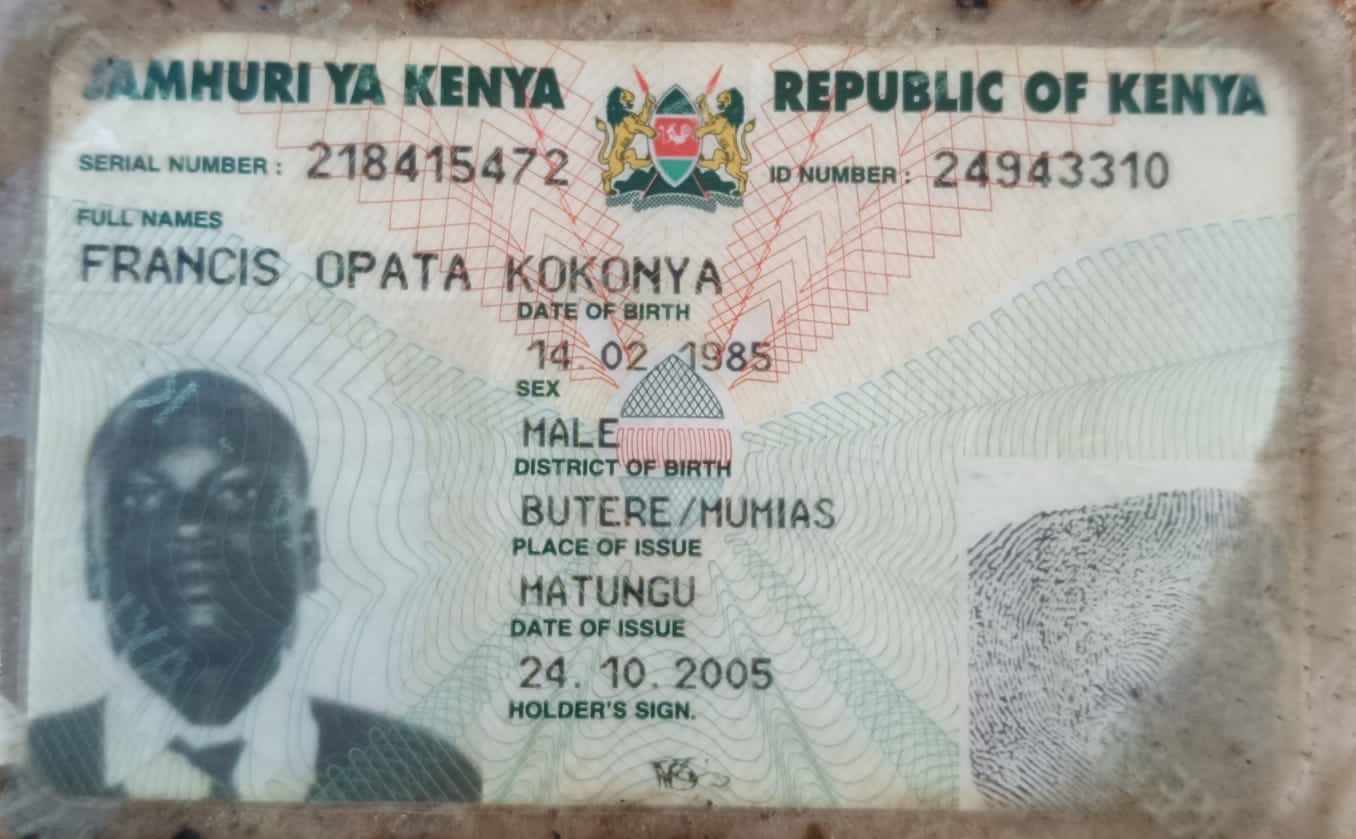 JAMHURI YA KENYA
REPUBLIC OF KENYA
SERIAL NUMBER : 218415472
ID NUMBER : 24943310
FULL NAMES
FRANCIS OPATA KOKONYA
DATE OF BIRTH
14. 02. 1985
SEX
MALE
DISTRICT OF BIRTH
BUTERE/MUMIAS
PLACE OF ISSUE
MATUNGU
DATE OF ISSUE
24. 10. 2005
HOLDER'S SIGN.